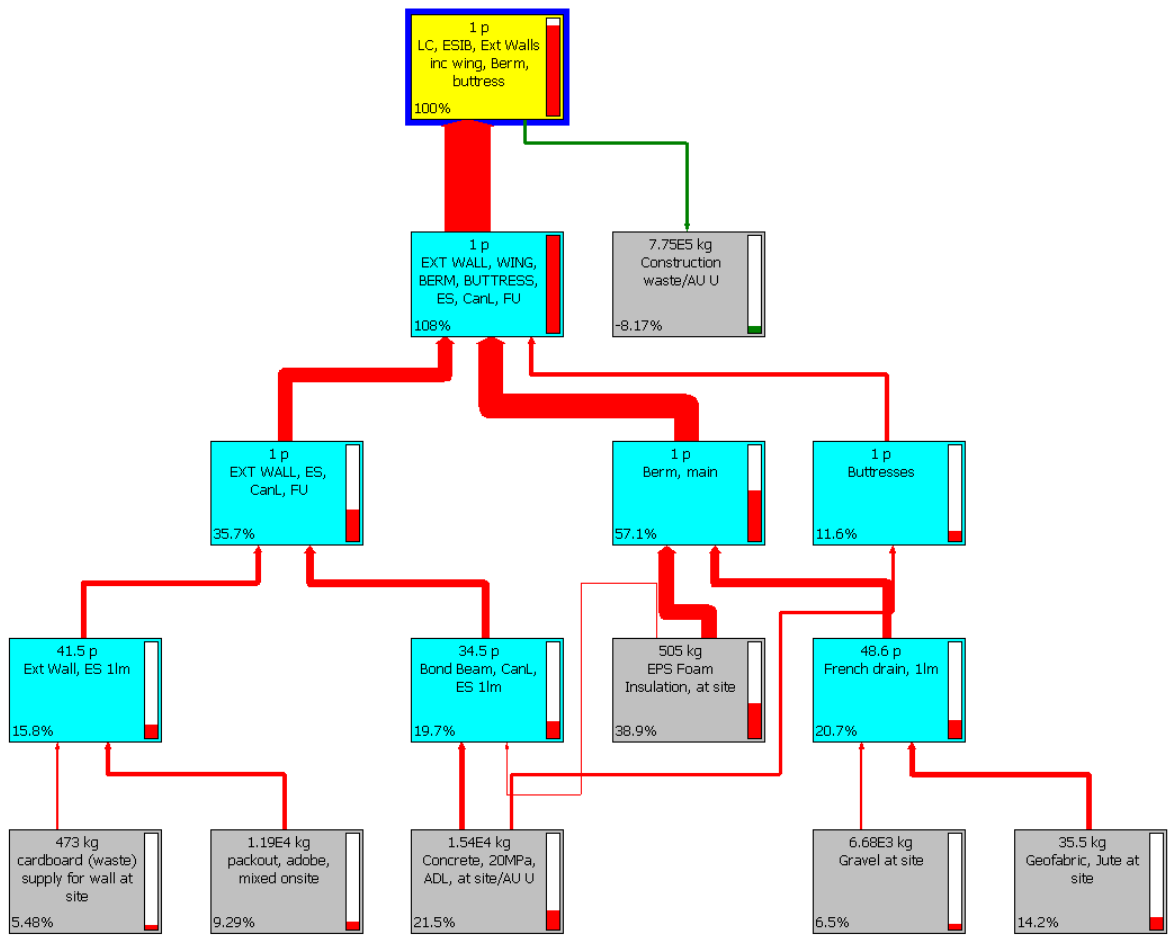 1 p
LC, ESIB, Ext Walls
inc wing, Berm,
buttress
100%
1 p
EXT WALL, WING,
BERM, BUTTRESS,
ES, CanL, FU
108%
7.75E5 kg
Construction
waste/AU U
-8.17%
1 p
EXT WALL, ES,
CanL, FU
35.7%
1 p
Berm, main
57.1%
1 p
Buttresses
11.6%
41.5 p
Ext Wall, ES 1lm
15.8%
34.5 p
Bond Beam, CanL,
ES 1lm
19.7%
505 kg
EPS Foam
Insulation, at site
38.9%
48.6 p
French drain, 1lm
20.7%
473 kg
cardboard (waste)
supply for wall at
site
5.48%
1.19E4 kg
packout, adobe,
mixed onsite
9.29%
1.54E4 kg
Concrete, 20MPa,
ADL, at site/AU U
21.5%
6.68E3 kg
Gravel at site
6.5%
35.5 kg
Geofabric, Jute at
site
14.2%